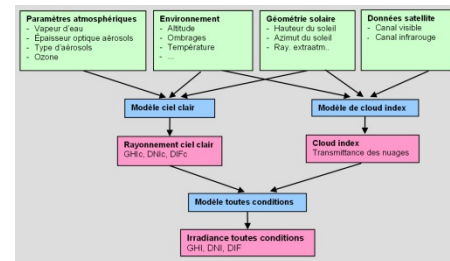 Paramètres atmosphériques
- Vapeur d'eau
- Épaisseur optique aérosols
- Type d'aérosols
- Ozone
Environnement
- Altitude
- Ombrages
- Température
- ...
Géométrie solaire
- Hauteur du soleil
- Azimut du soleil
- Ray. extraatm..
Données satellite
- Canal visible
- Canal infrarouge
Modèle ciel clair
Modèle de cloud index
Rayonnement ciel clair
GHIc, DNIc, DIFc
Cloud index
Transmittance des nuages
Modèle toutes conditions
Irradiance toutes conditions
GHI, DNI, DIF